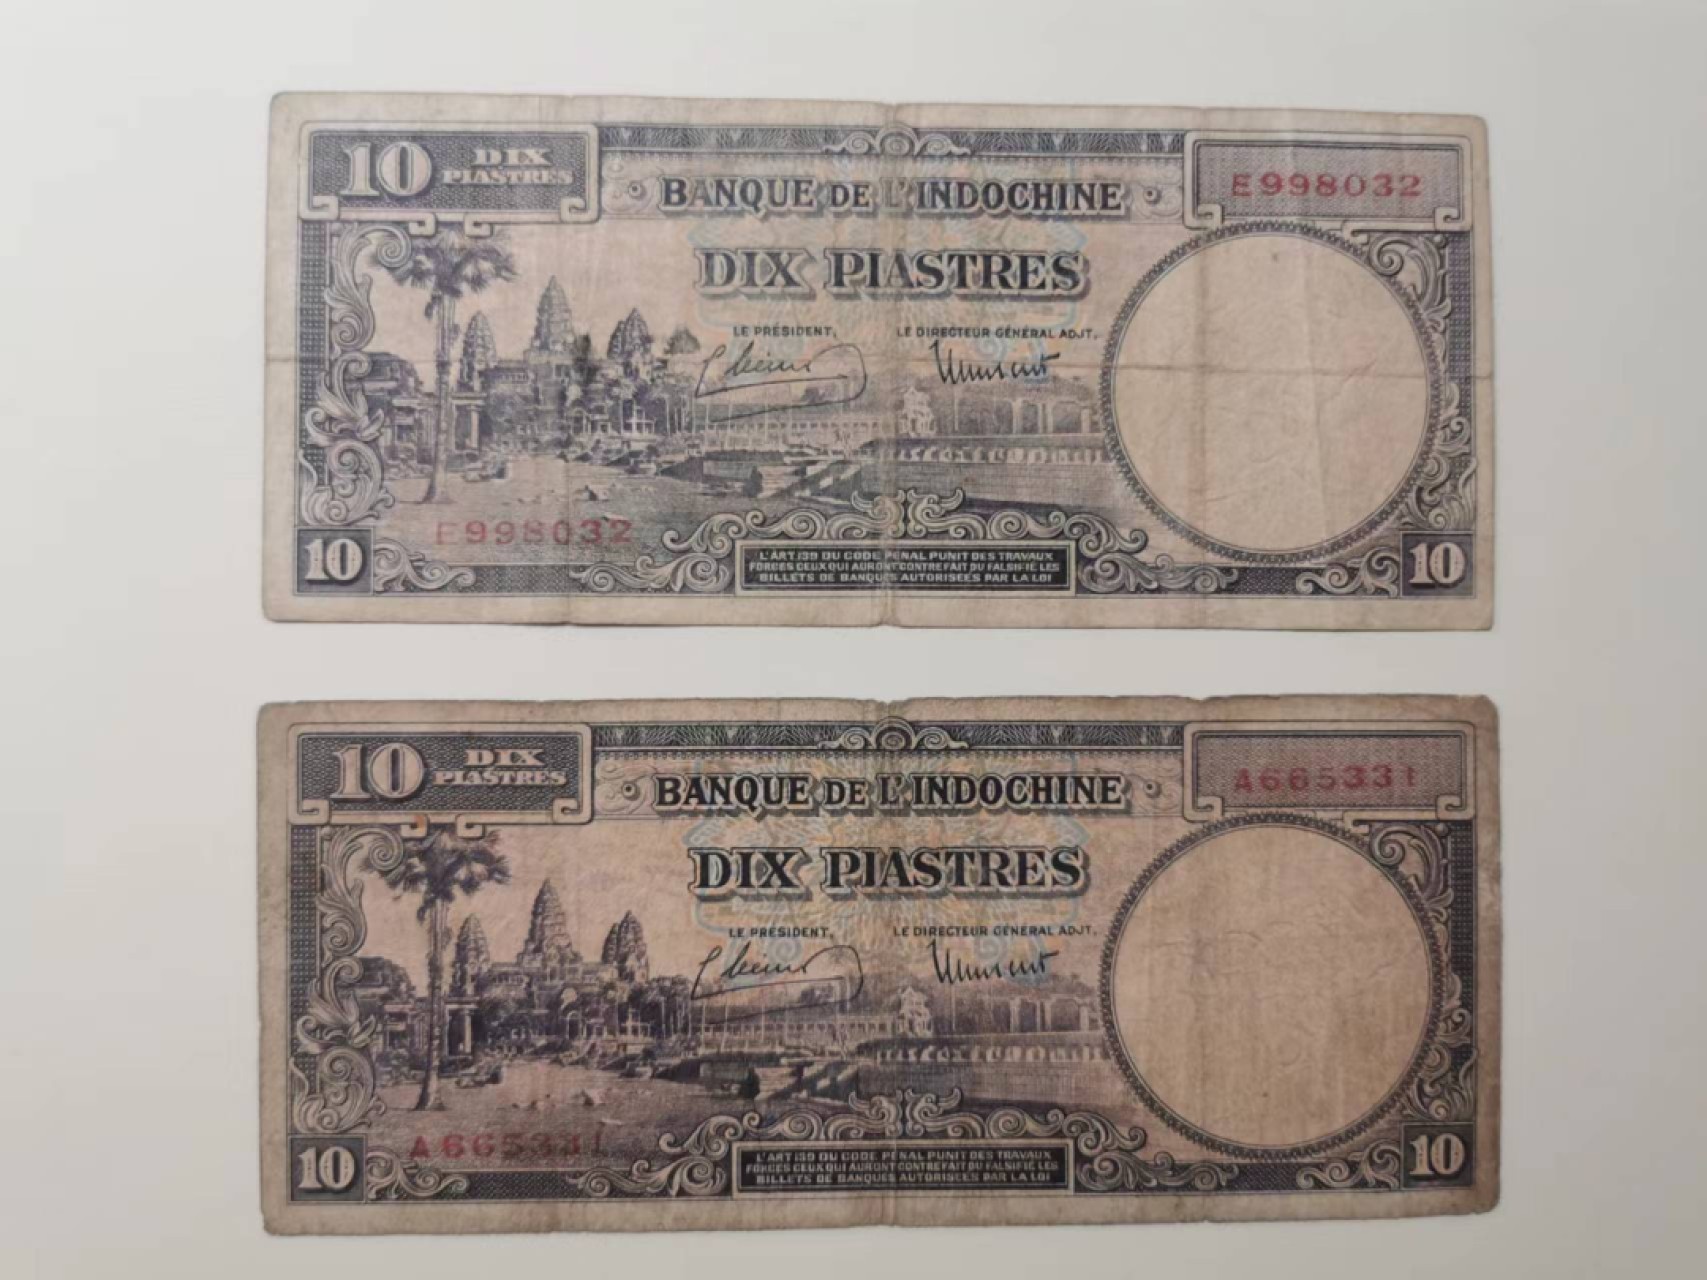 10 DIX PIASTRES
BANQUE DE L'INDOCHINE
E998032
DIX PIASTRES
LE PRÉSIDENT,
LE DIRECTEUR GÉNÉRAL ADJT.
E998032
10
L'ART.139 DU CODE PÉNAL PUNIT DES TRAVAUX
FORCÉS CEUX QUI AURONT CONTREFAIT OU FALSIFIÉ LES
BILLETS DE BANQUES AUTORISÉES PAR LA LOI
10
10 DIX PIASTRES
BANQUE DE L'INDOCHINE
A665331
DIX PIASTRES
LE PRÉSIDENT,
LE DIRECTEUR GÉNÉRAL ADJT.
A665331
10
L'ART.139 DU CODE PÉNAL PUNIT DES TRAVAUX
FORCÉS CEUX QUI AURONT CONTREFAIT OU FALSIFIÉ LES
BILLETS DE BANQUES AUTORISÉES PAR LA LOI
10